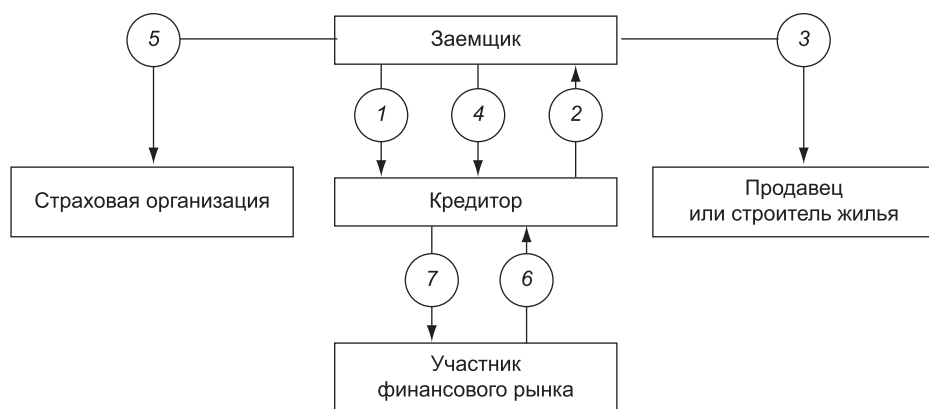 5
Заемщик
3
1
4
2
Страховая организация
Кредитор
Продавец
или строитель жилья
7
6
Участник
финансового рынка